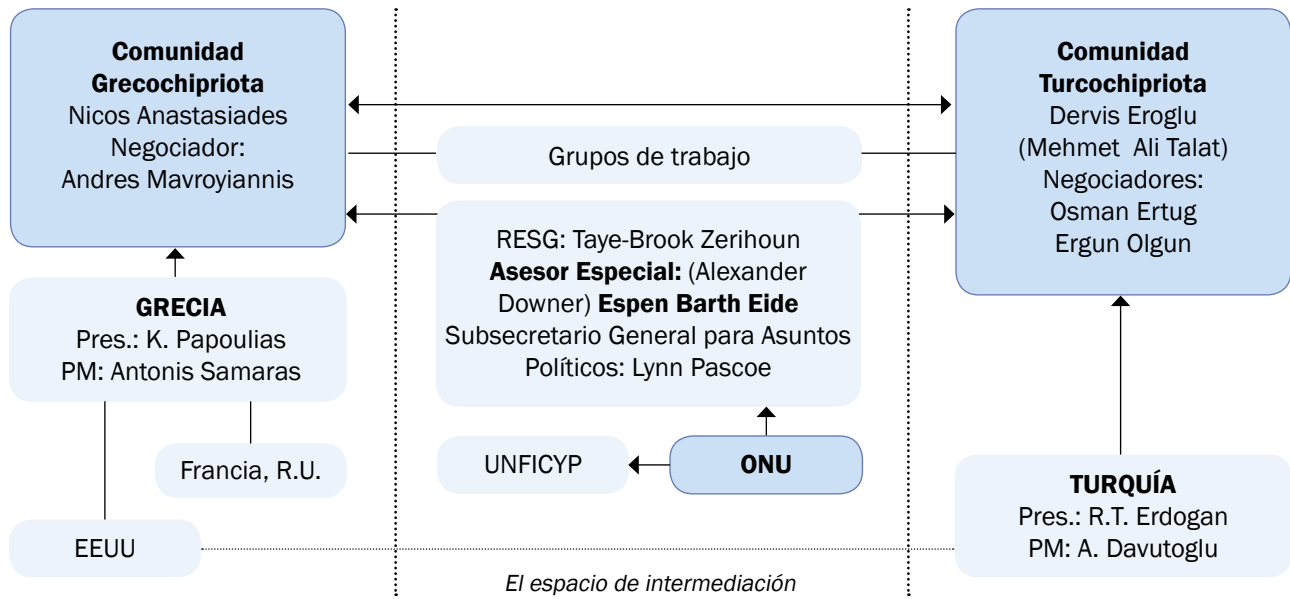 Comunidad
Grecochipriota
Nicos Anastasiades
Negociador:
Andres Mavroyiannis
Grupos de trabajo
Comunidad
Turcochipriota
Dervis Eroglu
(Mehmet Ali Talat)
Negociadores:
Osman Ertug
Ergun Olgun
RESG: Taye-Brook Zerihoun
Asesor Especial: (Alexander
Downer) Espen Barth Eide
Subsecretario General para Asuntos
Políticos: Lynn Pascoe
GRECIA
Pres.: K. Papoulias
PM: Antonis Samaras
Francia, R.U.
EEUU
UNFICYP
ONU
TURQUÍA
Pres.: R.T. Erdogan
PM: A. Davutoglu
El espacio de intermediación